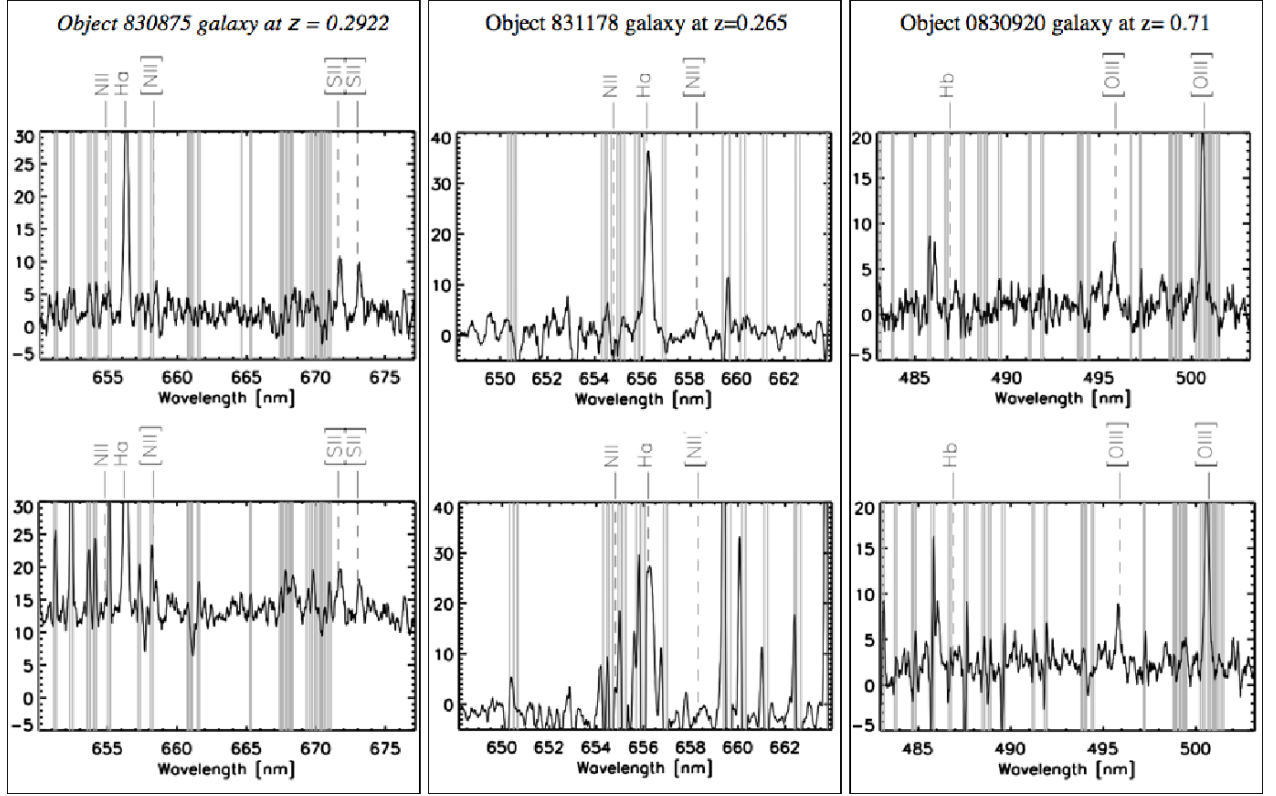 Object 830875 galaxy at z = 0.2922
NII
Ha
[NII]
[SII]
[SII]
30
25
20
15
10
5
0
−5
655 660 665 670 675
Wavelength [nm]
NII
Ha
[NII]
[SII]
[SII]
30
25
20
15
10
5
0
−5
655 660 665 670 675
Wavelength [nm]
Object 831178 galaxy at z=0.265
NII
Ha
[NII]
40
30
20
10
0
650 652 654 656 658 660 662
Wavelength [nm]
NII
Ha
[NII]
40
30
20
10
0
650 652 654 656 658 660 662
Wavelength [nm]
Object 0830920 galaxy at z= 0.71
Hb
[OIII]
[OIII]
20
15
10
5
0
−5
485 490 495 500
Wavelength [nm]
Hb
[OIII]
[OIII]
20
15
10
5
0
−5
485 490 495 500
Wavelength [nm]